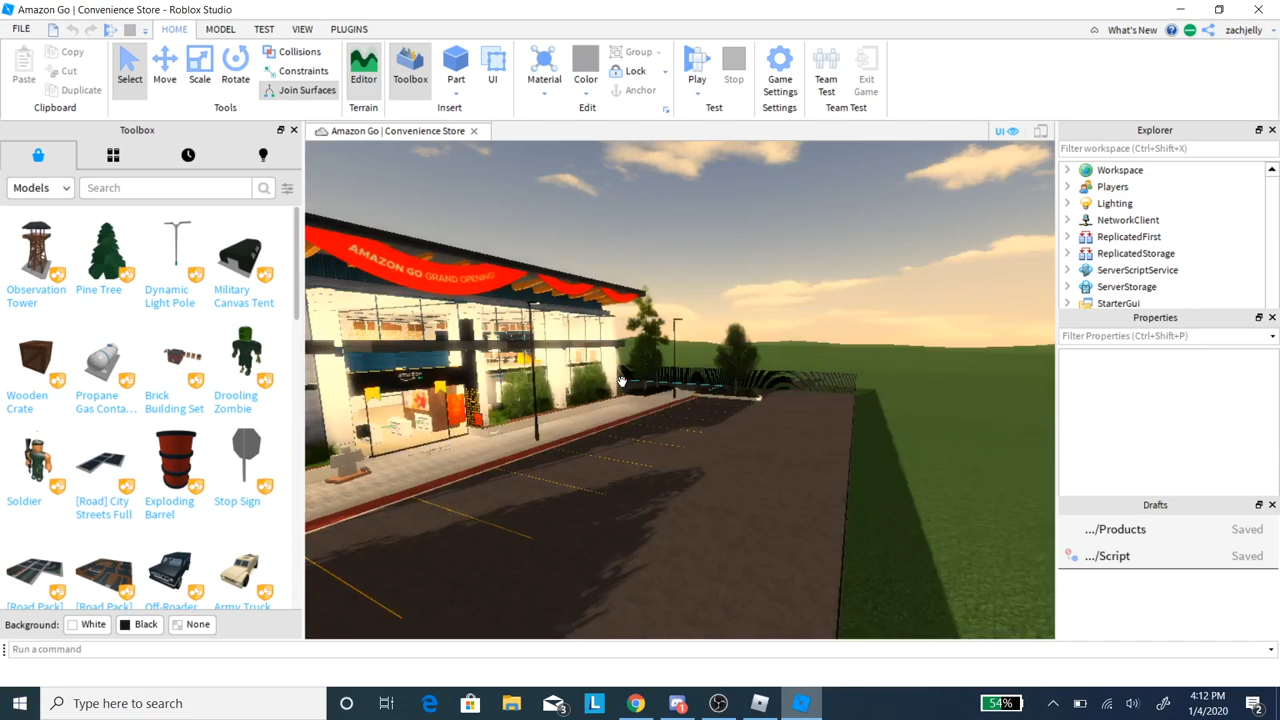 Amazon Go | Convenience Store - Roblox Studio
FILE HOME MODEL TEST VIEW PLUGINS What's New zachjelly
Paste Copy Cut Duplicate Clipboard
Select Move Scale Rotate Collisions Constraints Join Surfaces Tools
Editor Terrain
Toolbox Part UI Insert
Material Color Group Lock Anchor Edit
Play Stop Test
Game Settings Settings
Team Test Exit Game Team Test
Toolbox
Models Search
Observation Tower
Pine Tree
Dynamic Light Pole
Military Canvas Tent
Wooden Crate
Propane Gas Conta...
Brick Building Set
Drooling Zombie
Soldier
[Road] City Streets Full
Exploding Barrel
Stop Sign
[Road Pack]
[Road Pack]
Off-Roader
Army Truck
Background: White Black None
Run a command
Amazon Go | Convenience Store
UI
AMAZON GO GRAND OPENING
Explorer
Filter workspace (Ctrl+Shift+X)
Workspace
Players
Lighting
NetworkClient
ReplicatedFirst
ReplicatedStorage
ServerScriptService
ServerStorage
StarterGui
Properties
Filter Properties (Ctrl+Shift+P)
Drafts
.../Products Saved
.../Script Saved
Type here to search
3
L
1
54%
4:12 PM
1/4/2020
2